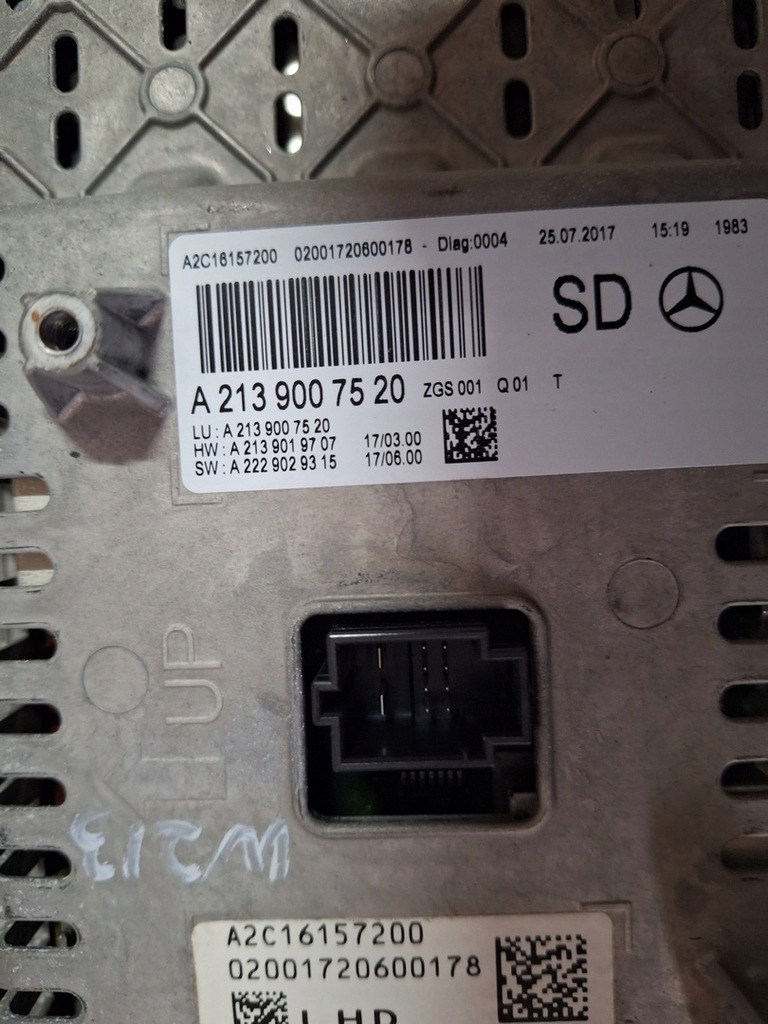 A2C16157200 02001720600178 - Diag:0004 25.07.2017 15:19 1983
SD
A 213 900 75 20 ZGS 001 Q 01 T
LU : A 213 900 75 20
HW : A 213 901 97 07 17/03.00
SW : A 222 902 93 15 17/06.00
UP
W213
A2C16157200
02001720600178
LHD